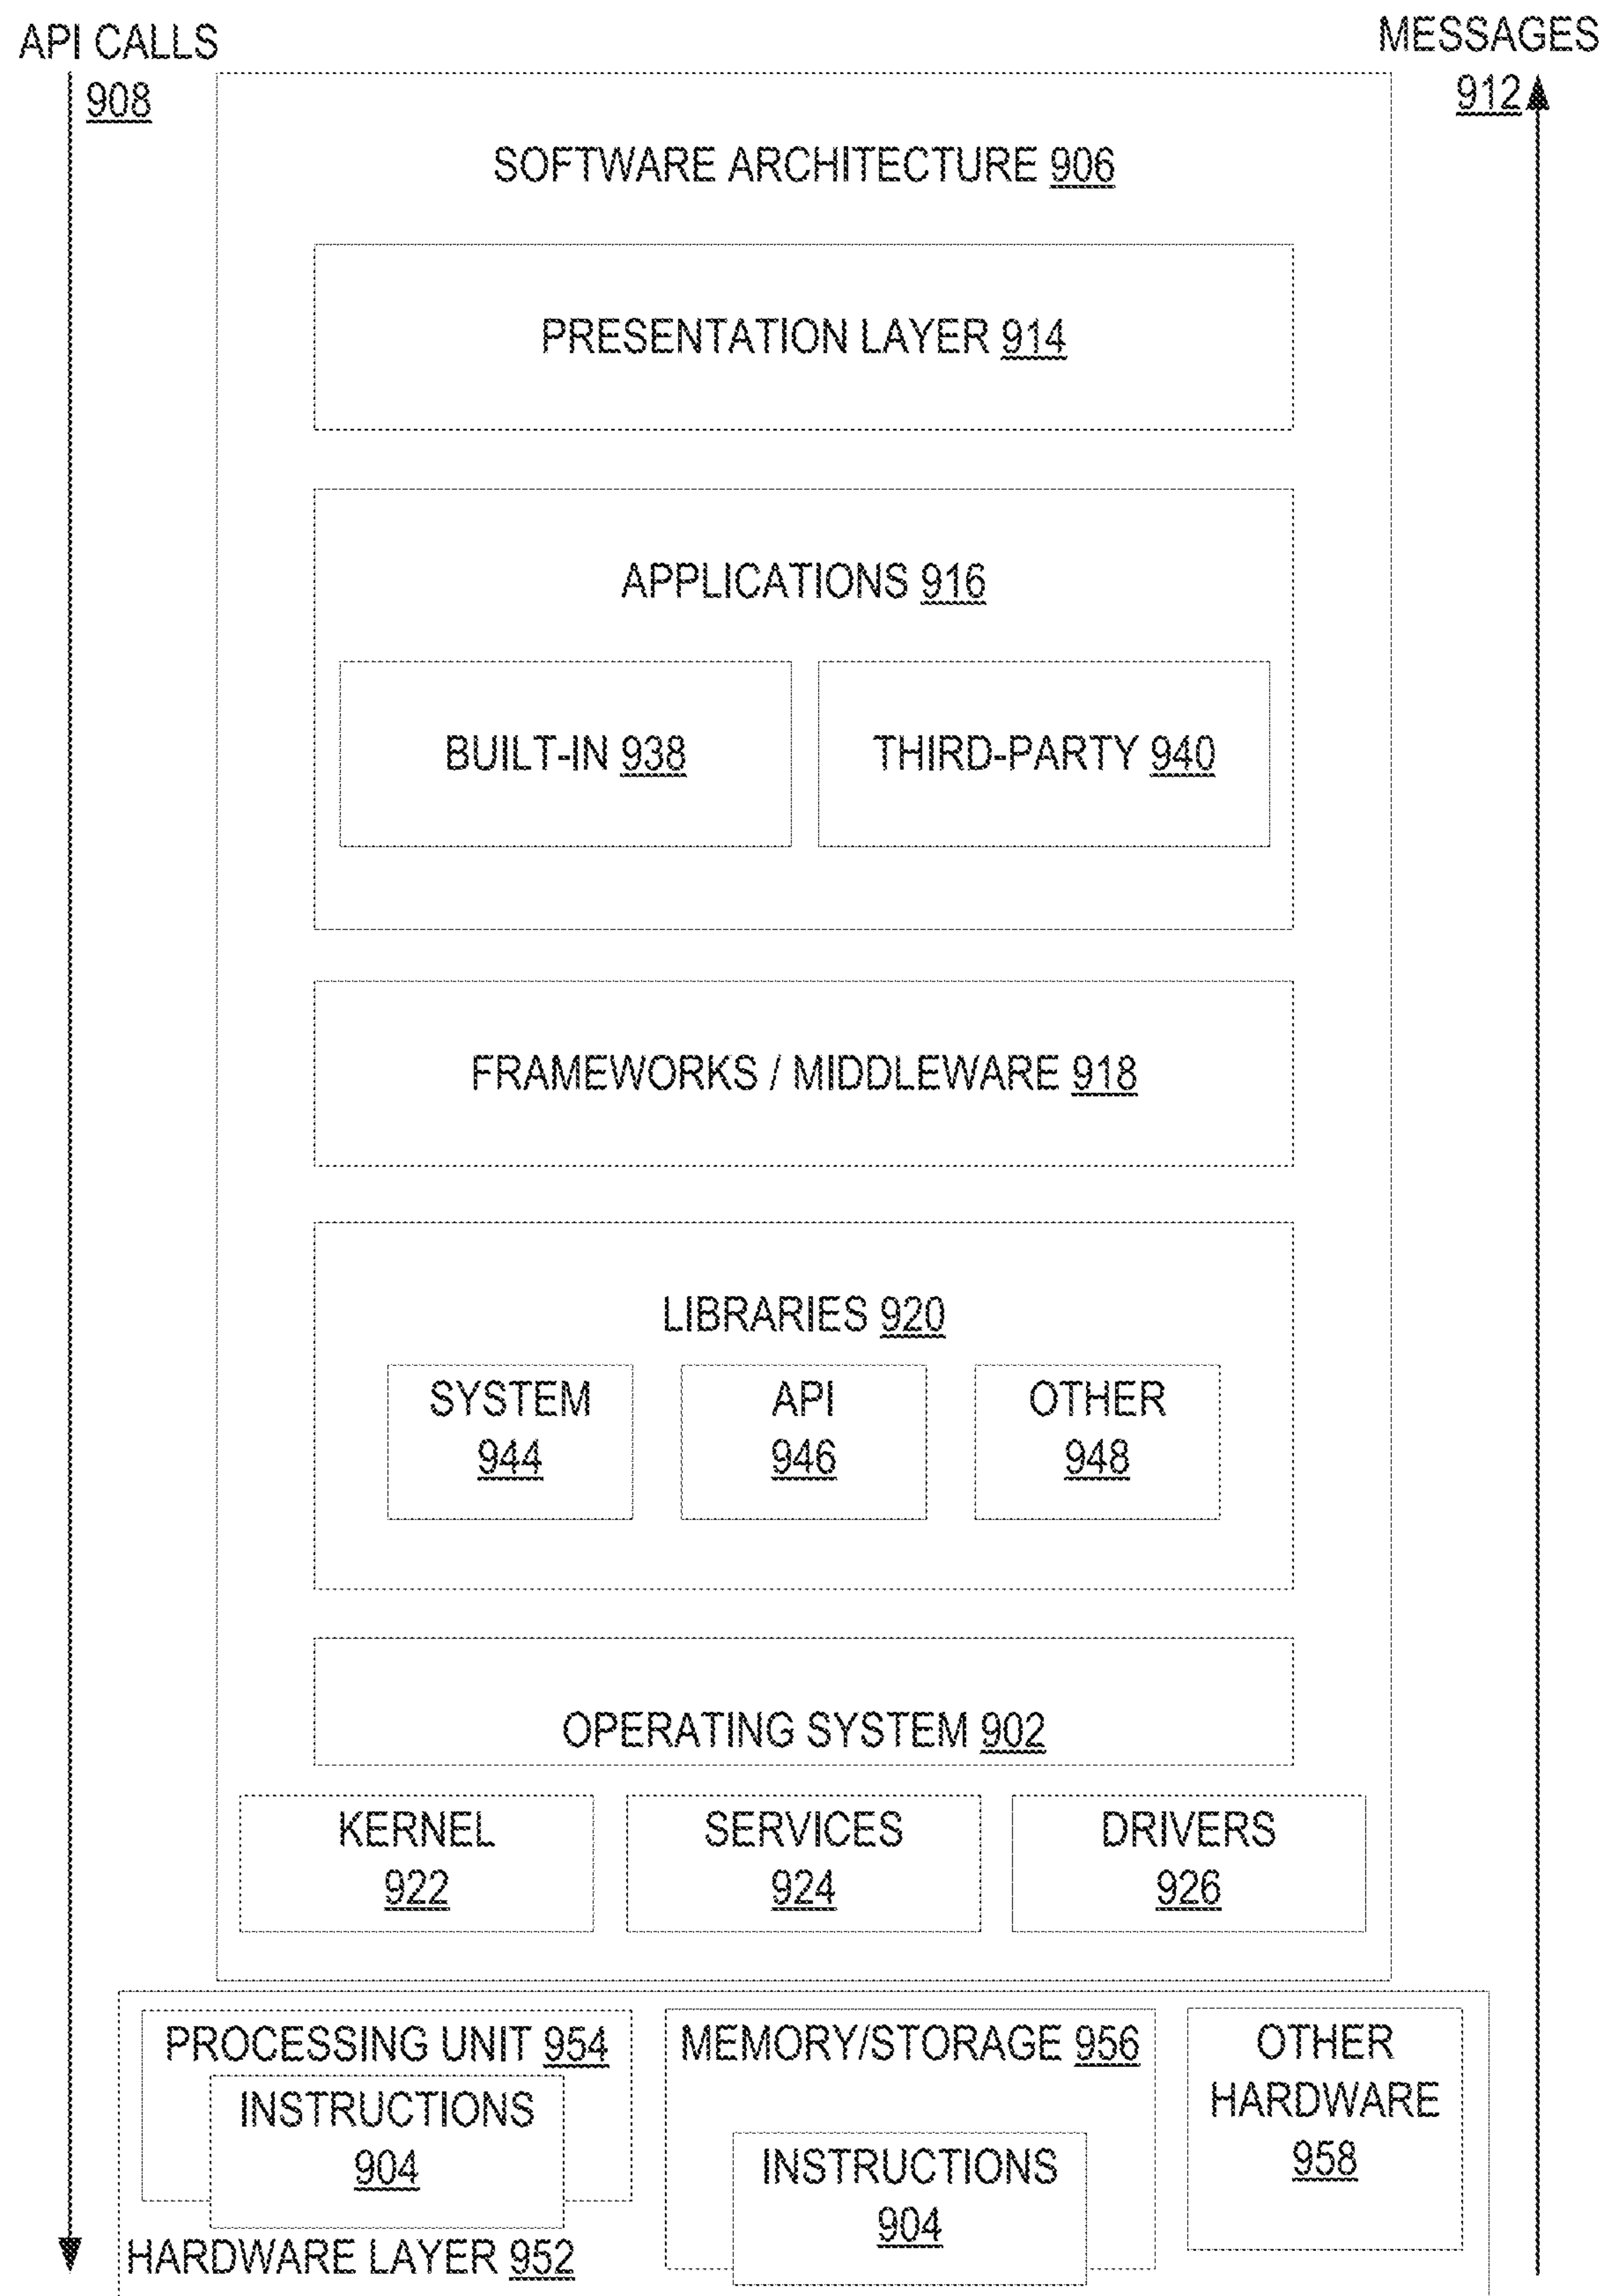 API CALLS
908
MESSAGES
912
SOFTWARE ARCHITECTURE 906
PRESENTATION LAYER 914
APPLICATIONS 916
BUILT-IN 938
THIRD-PARTY 940
FRAMEWORKS / MIDDLEWARE 918
LIBRARIES 920
SYSTEM
944
API
946
OTHER
948
OPERATING SYSTEM 902
KERNEL
922
SERVICES
924
DRIVERS
926
PROCESSING UNIT 954
INSTRUCTIONS
904
MEMORY/STORAGE 956
INSTRUCTIONS
904
OTHER
HARDWARE
958
HARDWARE LAYER 952